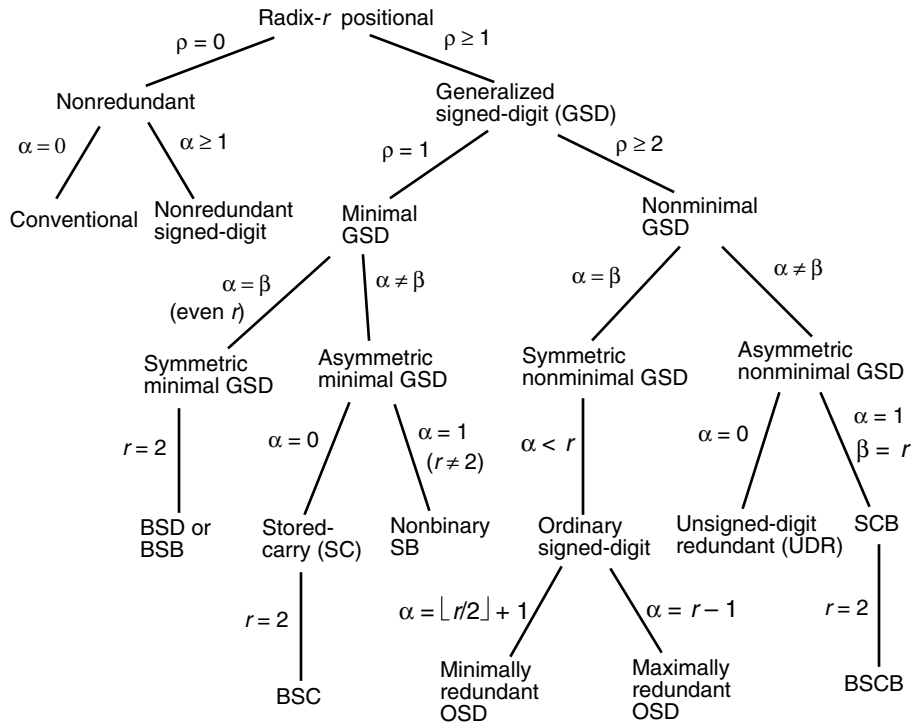 Radix-r positional
ρ = 0
ρ ≥ 1
Nonredundant
Generalized
signed-digit (GSD)
α = 0
α ≥ 1
ρ = 1
ρ ≥ 2
Conventional
Nonredundant
signed-digit
Minimal
GSD
Nonminimal
GSD
α = β
(even r)
α ≠ β
α = β
α ≠ β
Symmetric
minimal GSD
Asymmetric
minimal GSD
Symmetric
nonminimal GSD
Asymmetric
nonminimal GSD
r = 2
α = 0
α = 1
(r ≠ 2)
α < r
α = 0
α = 1
β = r
BSD or
BSB
Stored-
carry (SC)
Nonbinary
SB
Ordinary
signed-digit
Unsigned-digit
redundant (UDR)
SCB
r = 2
α = ⌊r/2⌋ + 1
α = r − 1
r = 2
BSC
Minimally
redundant
OSD
Maximally
redundant
OSD
BSCB